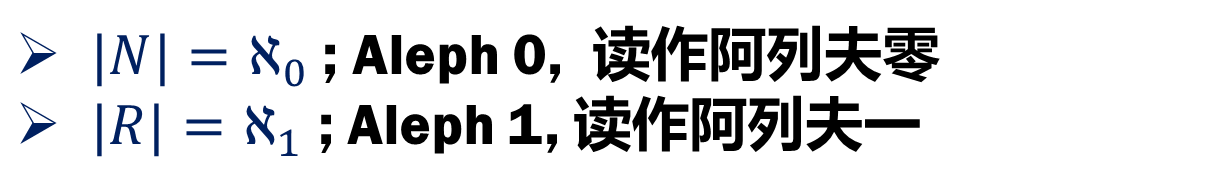 ➢ |N| = ℵ₀ ; Aleph 0, 读作阿列夫零
➢ |R| = ℵ₁ ; Aleph 1, 读作阿列夫一